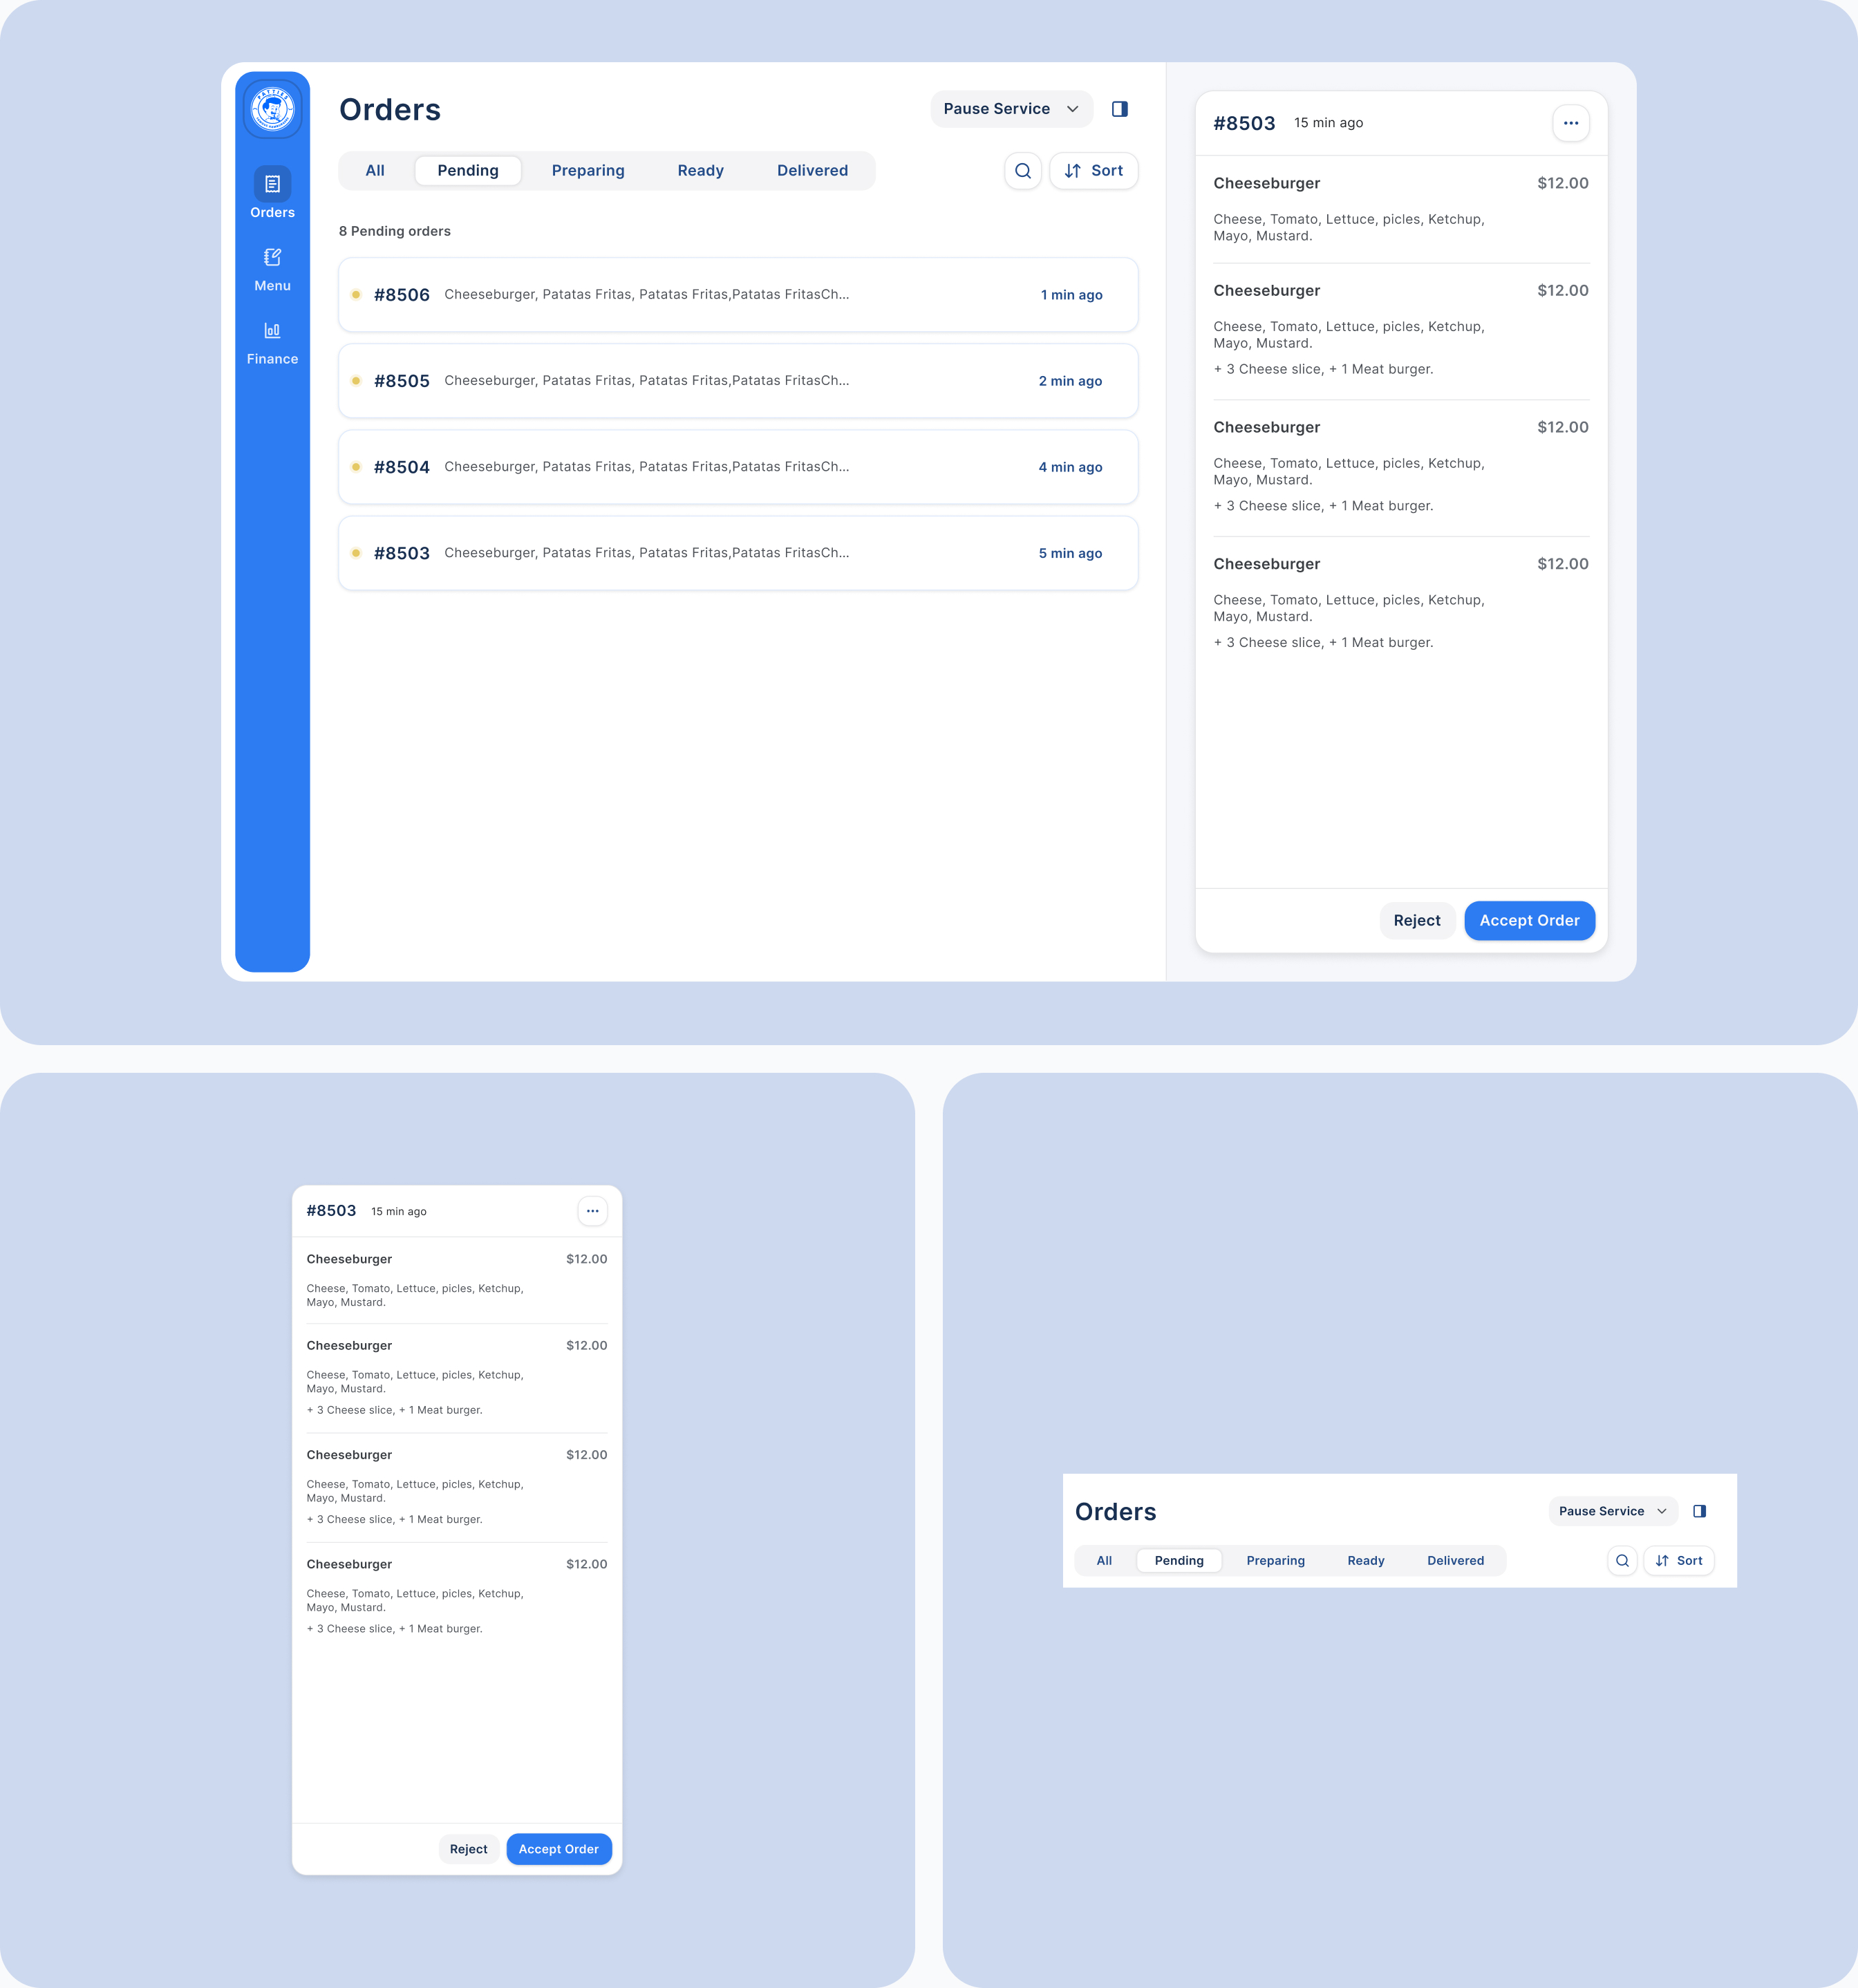 PATTIES
Orders
Menu
Finance
Orders
Pause Service
All
Pending
Preparing
Ready
Delivered
Sort
8 Pending orders
#8506 Cheeseburger, Patatas Fritas, Patatas Fritas,Patatas FritasCh... 1 min ago
#8505 Cheeseburger, Patatas Fritas, Patatas Fritas,Patatas FritasCh... 2 min ago
#8504 Cheeseburger, Patatas Fritas, Patatas Fritas,Patatas FritasCh... 4 min ago
#8503 Cheeseburger, Patatas Fritas, Patatas Fritas,Patatas FritasCh... 5 min ago
#8503 15 min ago
Cheeseburger $12.00
Cheese, Tomato, Lettuce, picles, Ketchup,
Mayo, Mustard.
Cheeseburger $12.00
Cheese, Tomato, Lettuce, picles, Ketchup,
Mayo, Mustard.
+ 3 Cheese slice, + 1 Meat burger.
Cheeseburger $12.00
Cheese, Tomato, Lettuce, picles, Ketchup,
Mayo, Mustard.
+ 3 Cheese slice, + 1 Meat burger.
Cheeseburger $12.00
Cheese, Tomato, Lettuce, picles, Ketchup,
Mayo, Mustard.
+ 3 Cheese slice, + 1 Meat burger.
Reject
Accept Order
#8503 15 min ago
Cheeseburger $12.00
Cheese, Tomato, Lettuce, picles, Ketchup,
Mayo, Mustard.
Cheeseburger $12.00
Cheese, Tomato, Lettuce, picles, Ketchup,
Mayo, Mustard.
+ 3 Cheese slice, + 1 Meat burger.
Cheeseburger $12.00
Cheese, Tomato, Lettuce, picles, Ketchup,
Mayo, Mustard.
+ 3 Cheese slice, + 1 Meat burger.
Cheeseburger $12.00
Cheese, Tomato, Lettuce, picles, Ketchup,
Mayo, Mustard.
+ 3 Cheese slice, + 1 Meat burger.
Reject
Accept Order
Orders
Pause Service
All
Pending
Preparing
Ready
Delivered
Sort